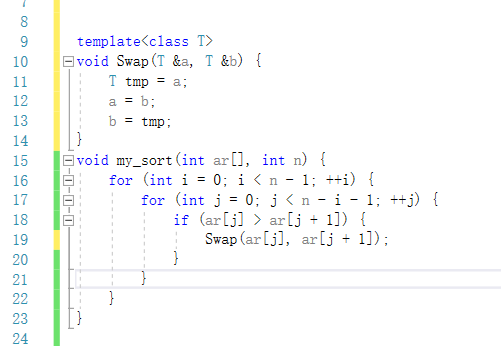 7
8
9 template<class T>
10 void Swap(T &a, T &b) {
11 T tmp = a;
12 a = b;
13 b = tmp;
14 }
15 void my_sort(int ar[], int n) {
16 for (int i = 0; i < n - 1; ++i) {
17 for (int j = 0; j < n - i - 1; ++j) {
18 if (ar[j] > ar[j + 1]) {
19 Swap(ar[j], ar[j + 1]);
20 }
21 }
22 }
23 }
24